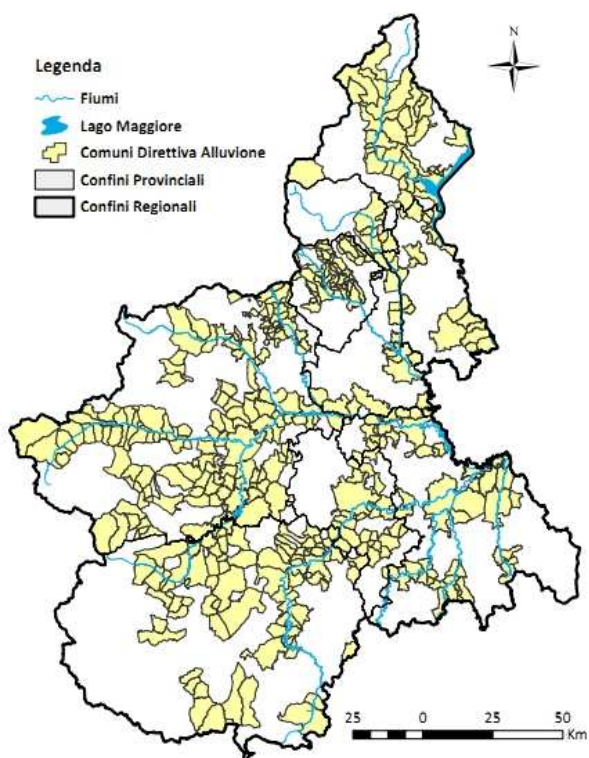 N
Legenda
Fiumi
Lago Maggiore
Comuni Direttiva Alluvione
Confini Provinciali
Confini Regionali
25 0 25 50
Km